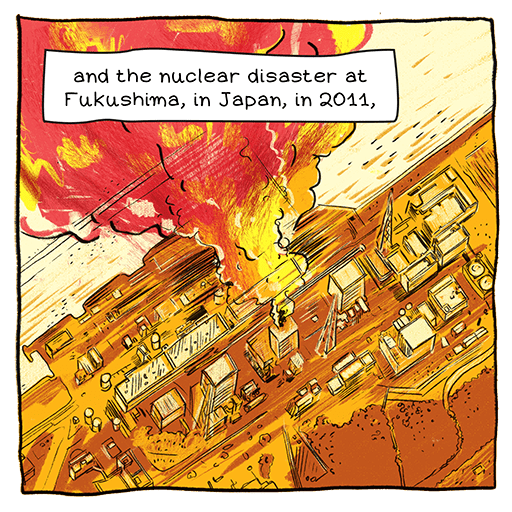 and the nuclear disaster at
Fukushima, in Japan, in 2011,